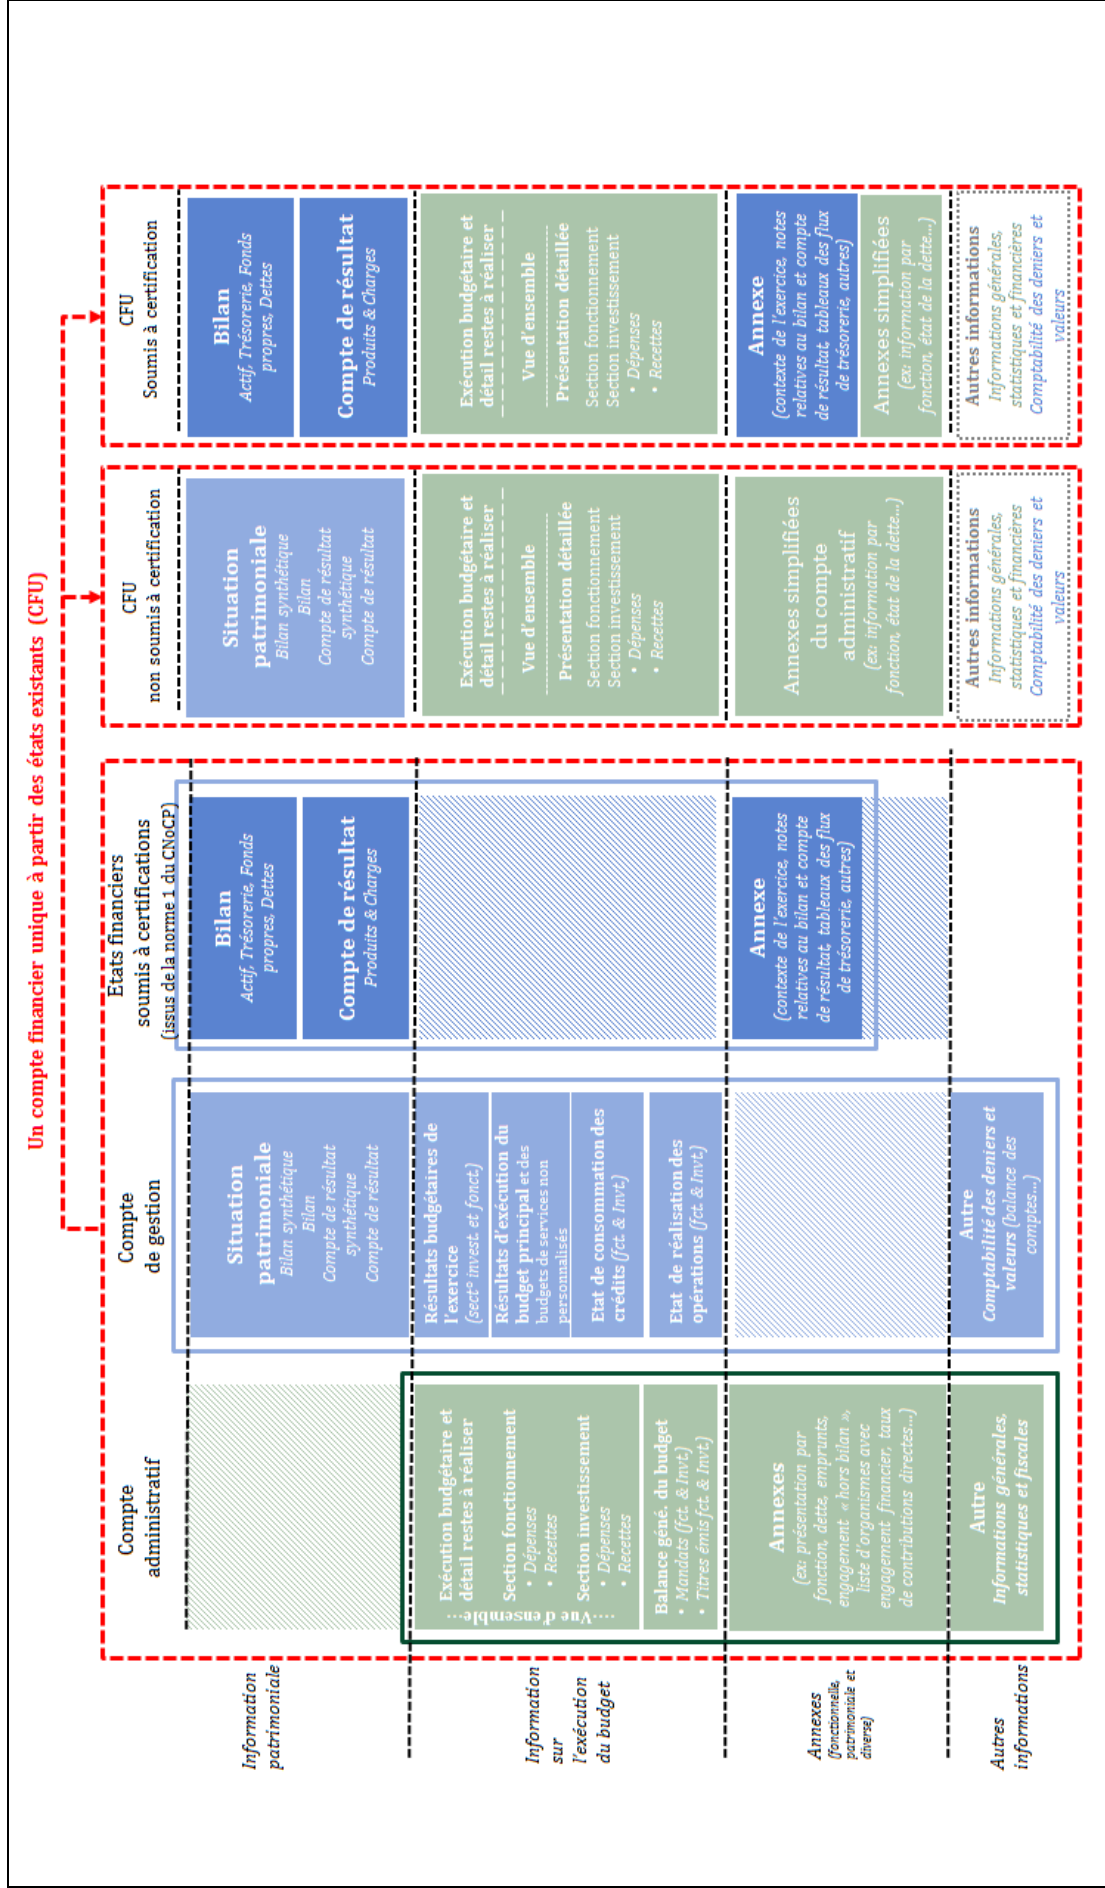 Un compte financier unique à partir des états existants (CFU)
Compte
administratif
Compte
de gestion
Etats financiers
soumis à certifications
(issus de la norme 1 du CNoCP)
CFU
non soumis à certification
CFU
Soumis à certification
Information
patrimoniale
Situation
patrimoniale
Bilan synthétique
Bilan
Compte de résultat
synthétique
Compte de résultat
Bilan
Actif, Trésorerie, Fonds
propres, Dettes
Compte de résultat
Produits & Charges
Situation
patrimoniale
Bilan synthétique
Bilan
Compte de résultat
synthétique
Compte de résultat
Bilan
Actif, Trésorerie, Fonds
propres, Dettes
Compte de résultat
Produits & Charges
Information
sur
l'exécution
du budget
....Vue d'ensemble...
Exécution budgétaire et
détail restes à réaliser
Section fonctionnement
• Dépenses
• Recettes
Section investissement
• Dépenses
• Recettes
Balance géné. du budget
• Mandats (fct. & Invt.)
• Titres émis fct. & Invt.)
Résultats budgétaires de
l'exercice
(sect° invest. et fonct.)
Résultats d'exécution du
budget principal et des
budgets de services non
personnalisés
Etat de consommation des
crédits (fct. & Invt.)
Etat de réalisation des
opérations (fct. & Invt.)
Exécution budgétaire et
détail restes à réaliser
Vue d'ensemble
Présentation détaillée
Section fonctionnement
Section investissement
• Dépenses
• Recettes
Exécution budgétaire et
détail restes à réaliser
Vue d'ensemble
Présentation détaillée
Section fonctionnement
Section investissement
• Dépenses
• Recettes
Annexes
(fonctionnelle,
patrimoniale et
diverse)
Annexes
(ex: présentation par
fonction, dette, emprunts,
engagement « hors bilan »,
liste d'organismes avec
engagement financier, taux
de contributions directes...)
Annexe
(contexte de l'exercice, notes
relatives au bilan et compte
de résultat, tableaux des flux
de trésorerie, autres)
Annexes simplifiées
du compte
administratif
(ex: information par
fonction, état de la dette...)
Annexe
(contexte de l'exercice, notes
relatives au bilan et compte
de résultat, tableaux des flux
de trésorerie, autres)
Annexes simplifiées
(ex: information par
fonction, état de la dette...)
Autres
informations
Autre
Informations générales,
statistiques et fiscales
Autre
Comptabilité des deniers et
valeurs (balance des
comptes...)
Autres informations
Informations générales,
statistiques et financières
Comptabilité des deniers et
valeurs
Autres informations
Informations générales,
statistiques et financières
Comptabilité des deniers et
valeurs